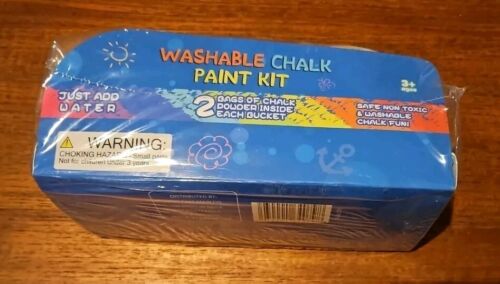 WASHABLE CHALK
PAINT KIT
3+
ages
JUST ADD
WATER
2 BAGS OF CHALK
POWDER INSIDE
EACH BUCKET
SAFE NON TOXIC
& WASHABLE
CHALK FUN!
WARNING:
CHOKING HAZARD - Small parts
Not for children under 3 years
DISTRIBUTED BY: